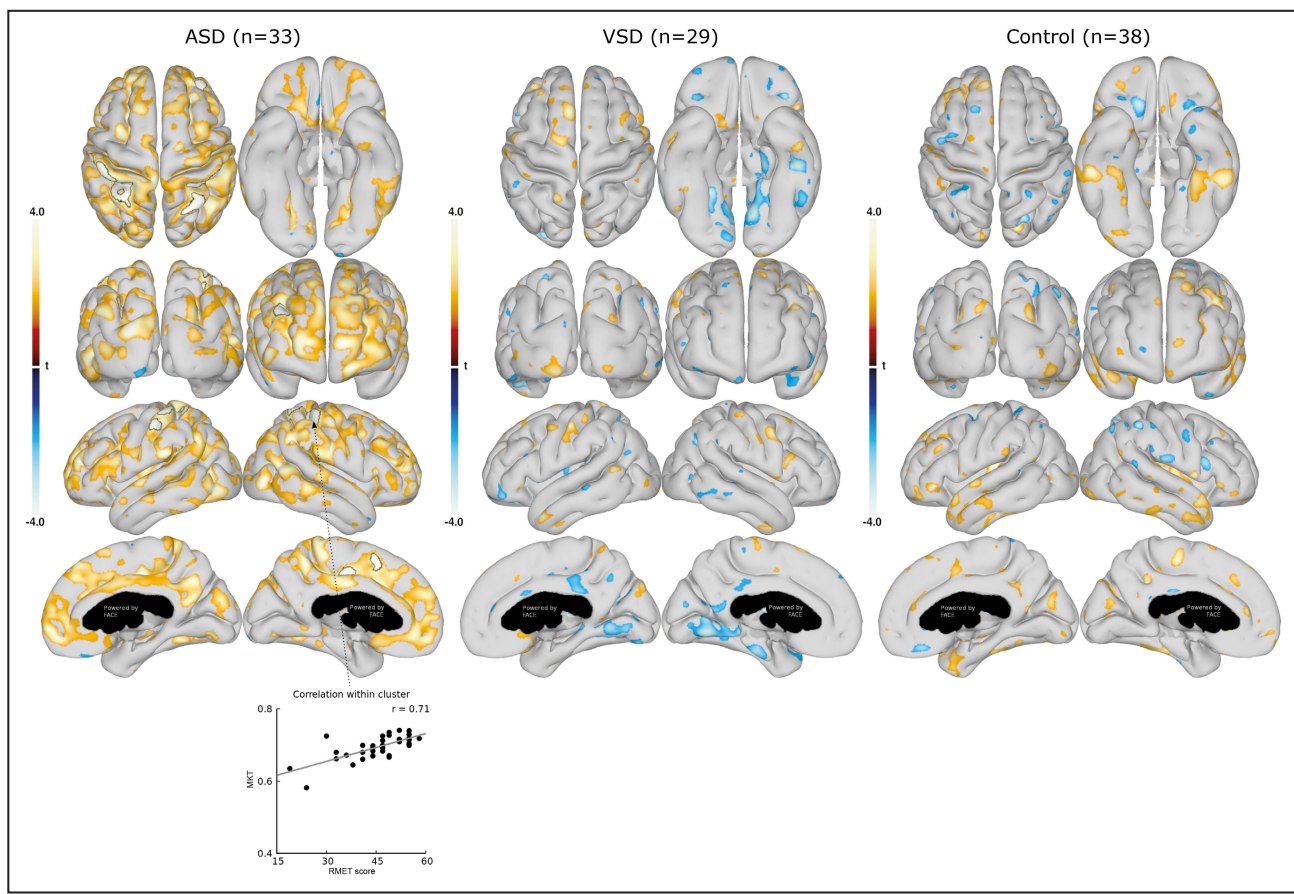 ASD (n=33)
VSD (n=29)
Control (n=38)
4.0
t
-4.0
4.0
t
-4.0
4.0
t
-4.0
Powered by
FACE
Powered by
FACE
Powered by
FACE
Powered by
FACE
Powered by
FACE
Powered by
FACE
Correlation within cluster
r = 0.71
0.8
0.6
0.4
MKT
15 30 45 60
RMET score